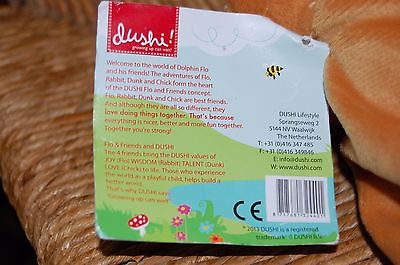 dushi!
growing up can wait!
Welcome to the world of Dolphin Flo
and his friends! The adventures of Flo,
Rabbit, Dunk and Chick form the heart
of the DUSHI Flo and Friends concept.
Flo, Rabbit, Dunk and Chick are best friends.
And although they are all so different, they
love doing things together. That's because
everything is nicer, better and more fun together.
Together you're strong!
Flo & Friends and DUSHI
The 4 friends bring the DUSHI values of
JOY (Flo) WISDOM (Rabbit) TALENT (Dunk)
LOVE (Chick) to life. Those who experience
the world as a playful child, helps build a
better world.
That's why DUSHI says
"Growing up can wait"
DUSHI Lifestyle
Sprangseweg 2
5144 NV Waalwijk
The Netherlands
T: +31 (0)416 347 485
F: +31 (0)416 349846
E: info@dushi.com
W: www.dushi.com
CE
© 2013 DUSHI is a registered
trademark © DUSHI B.V.